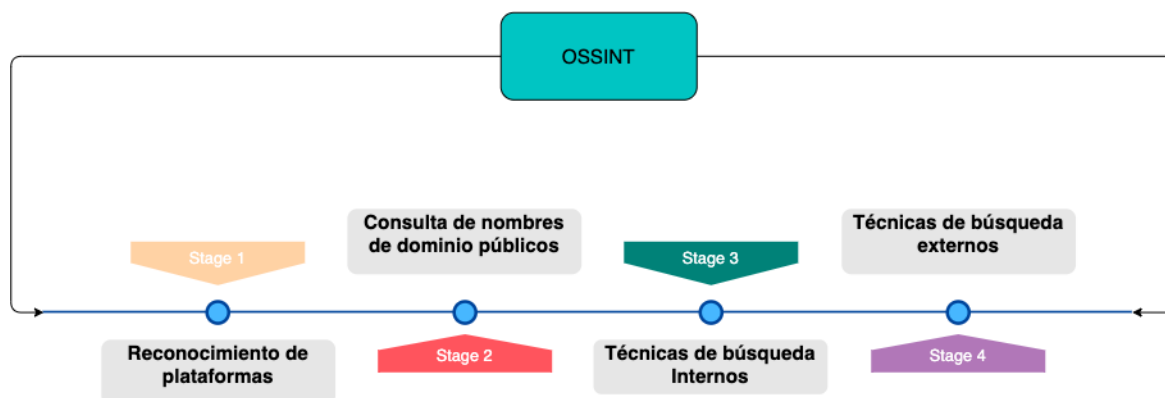 OSSINT
Stage 1
Reconocimiento de
plataformas
Consulta de nombres
de dominio públicos
Stage 2
Stage 3
Técnicas de búsqueda
Internos
Técnicas de búsqueda
externos
Stage 4